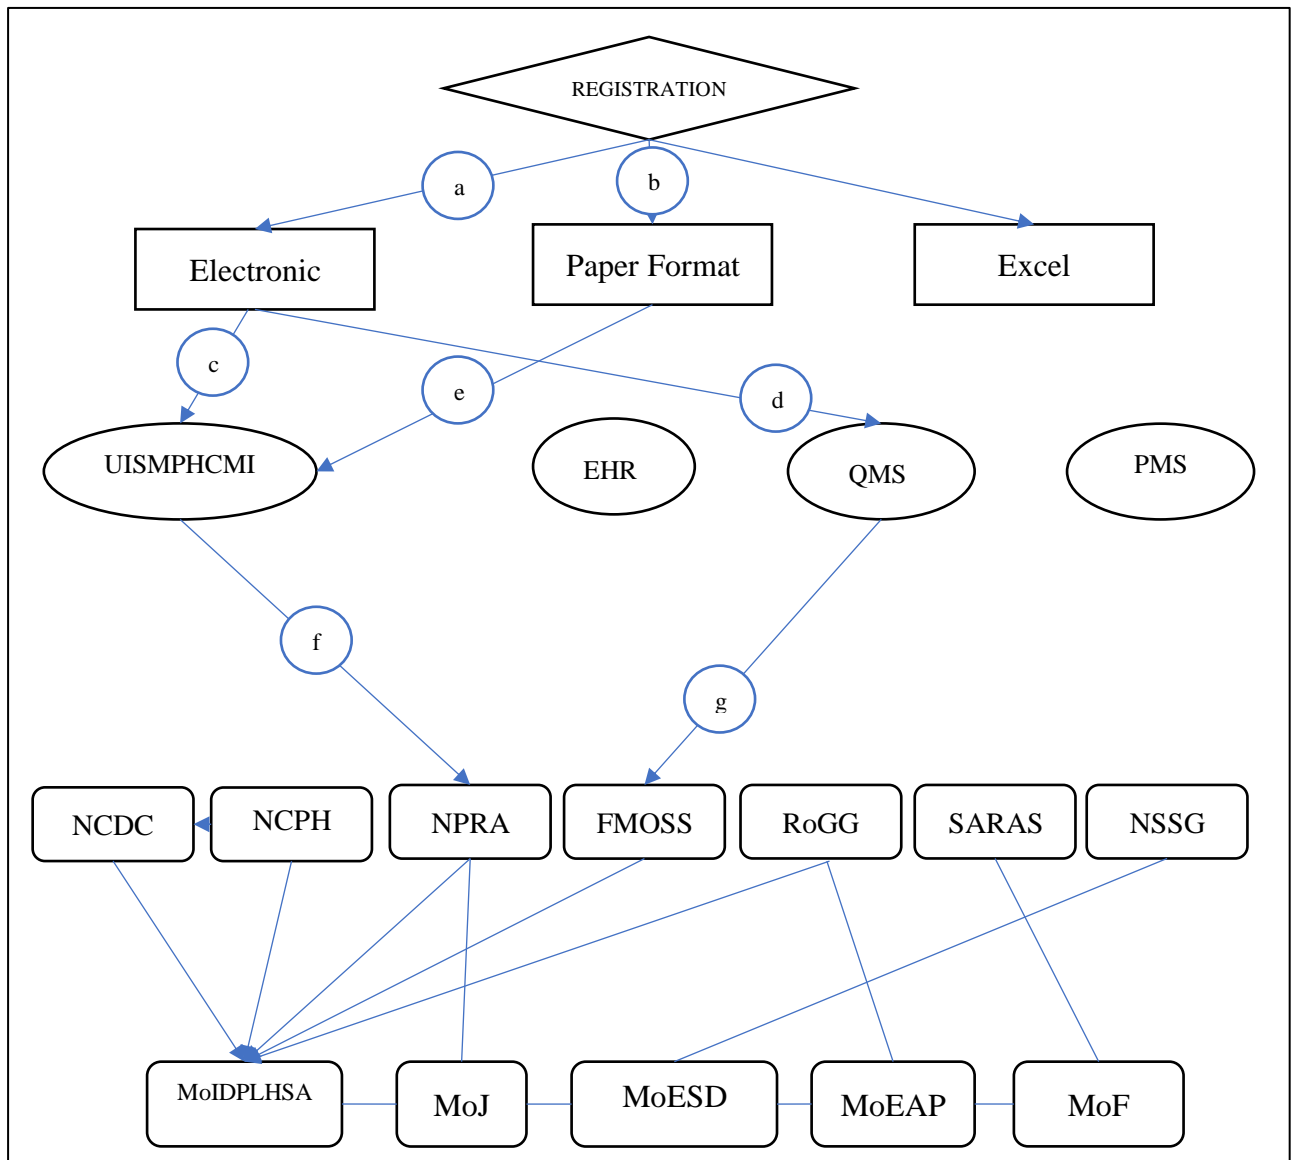 REGISTRATION
a
b
Electronic
Paper Format
Excel
c
e
d
UISMPHCMI
EHR
QMS
PMS
f
g
NCDC
NCPH
NPRA
FMOSS
RoGG
SARAS
NSSG
MoIDPLHSA
MoJ
MoESD
MoEAP
MoF